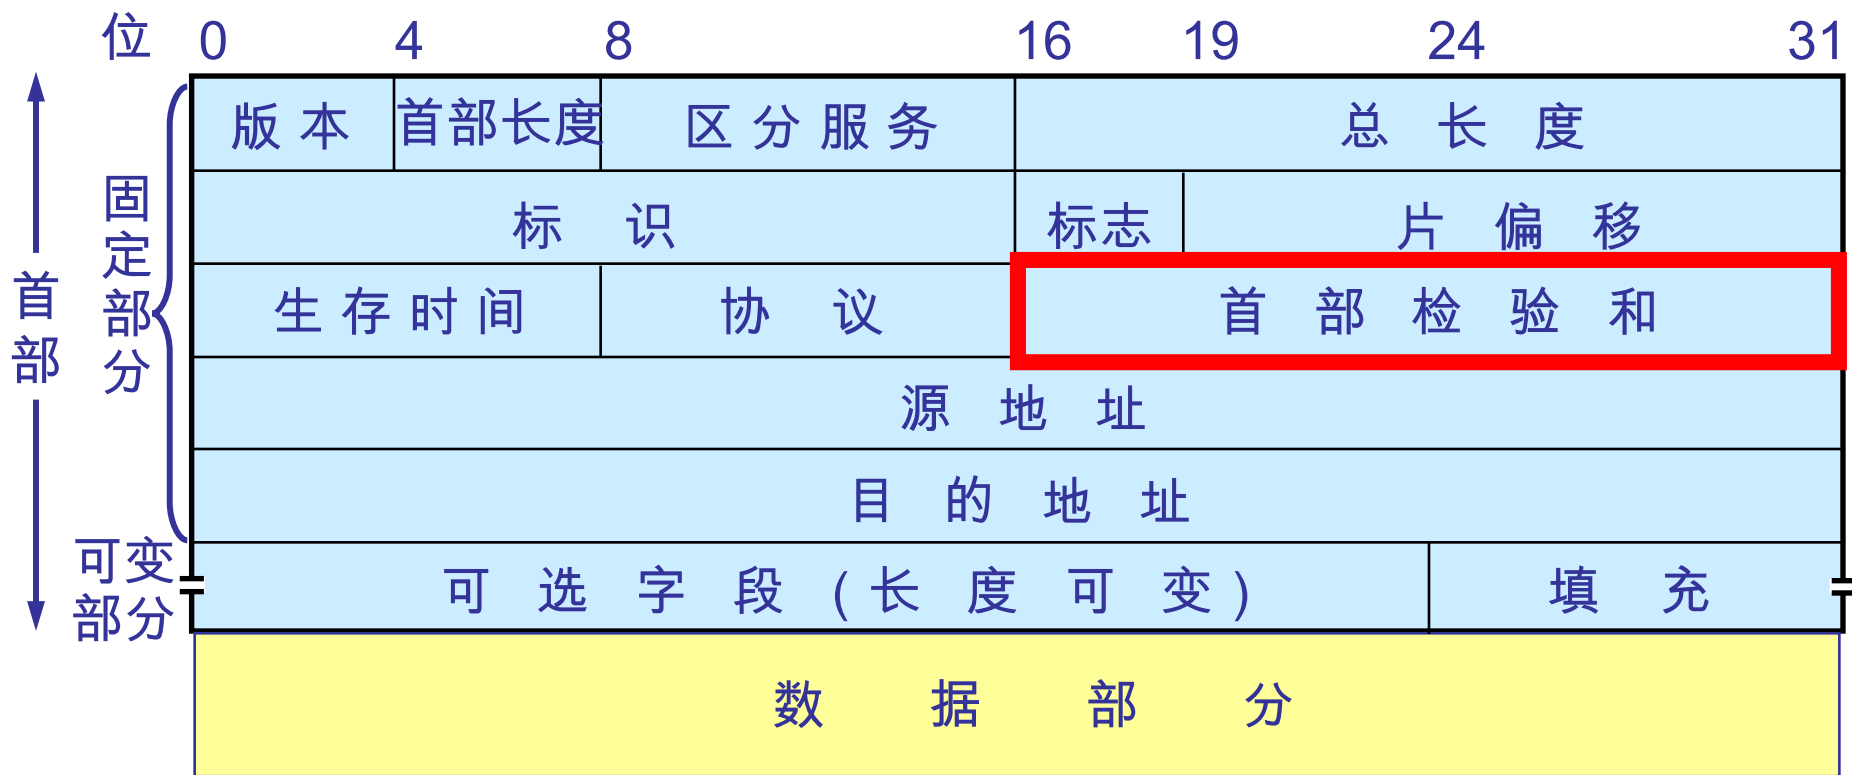 位 0 4 8 16 19 24 31
版本 首部长度 区分服务 总长度
标识 标志 片偏移
生存时间 协议 首部检验和
源地址
目的地址
可选字段(长度可变) 填充
数据部分
首部
固定部分
可变
部分